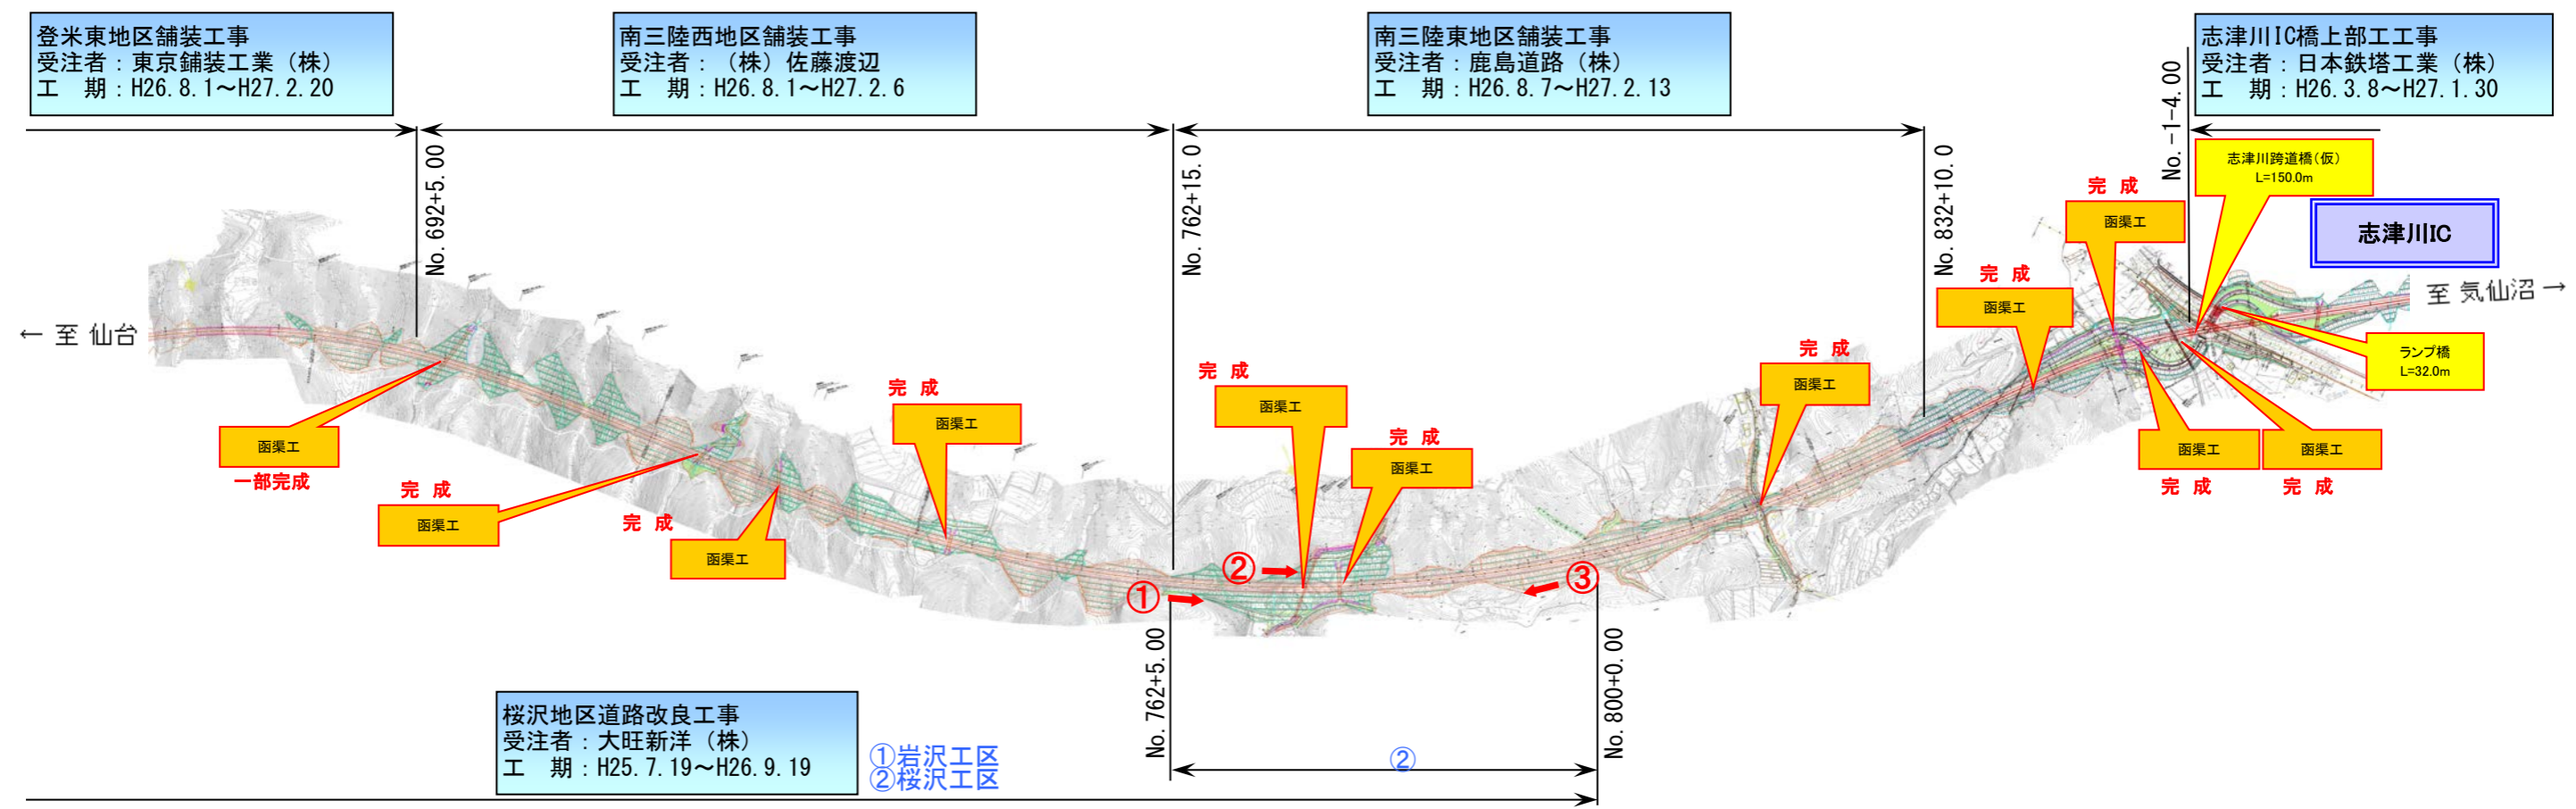 登米東地区舗装工事
受注者：東京鋪装工業（株）
工　期：H26.8.1～H27.2.20
南三陸西地区舗装工事
受注者：（株）佐藤渡辺
工　期：H26.8.1～H27.2.6
南三陸東地区舗装工事
受注者：鹿島道路（株）
工　期：H26.8.7～H27.2.13
志津川IC橋上部工工事
受注者：日本鉄塔工業（株）
工　期：H26.3.8～H27.1.30
No.692+5.00
No.762+15.0
No.832+10.0
No.-1-4.00
志津川跨道橋（仮）
L=150.0m
志津川IC
ランプ橋
L=32.0m
← 至 仙台
至 気仙沼 →
函渠工
一部完成
完 成
函渠工
完 成
函渠工
完 成
函渠工
完 成
函渠工
完 成
函渠工
完 成
函渠工
完 成
函渠工
完 成
函渠工
函渠工
完 成
函渠工
完 成
①
②
③
No.762+5.00
No.800+0.00
②
桜沢地区道路改良工事
受注者：大旺新洋（株）
工　期：H25.7.19～H26.9.19
①岩沢工区
②桜沢工区